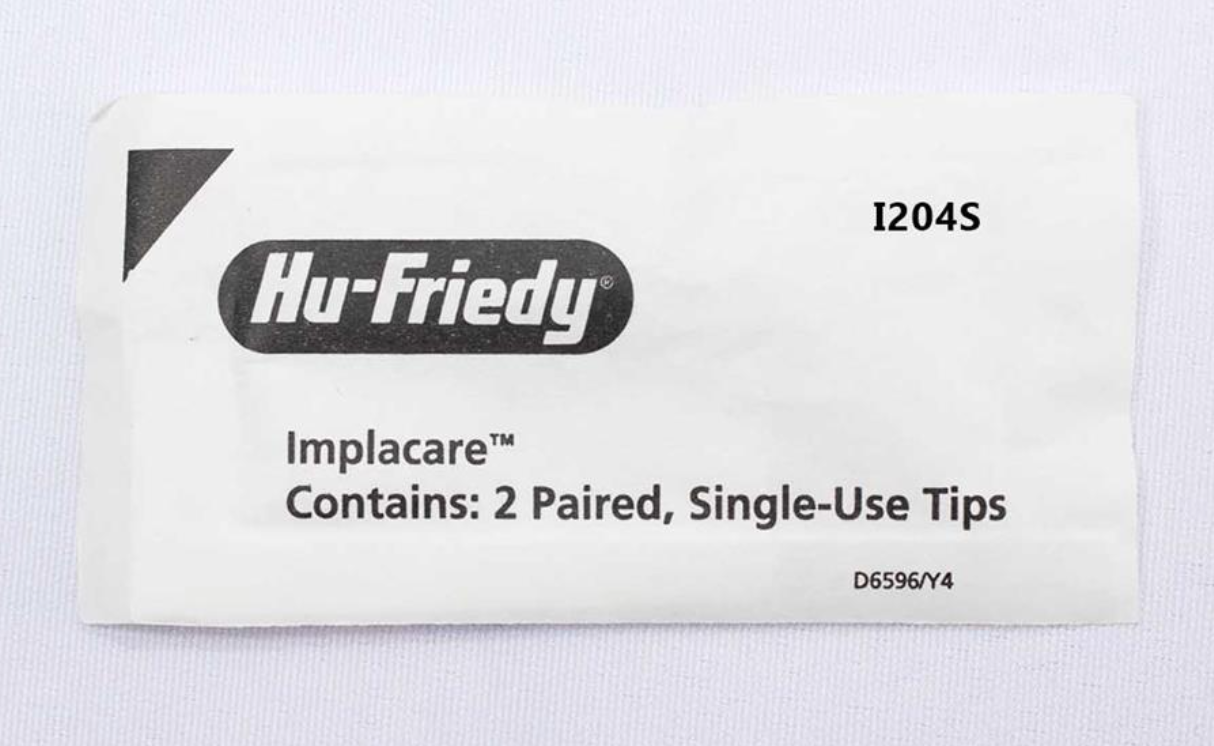 I204S
Hu-Friedy®
Implacare™
Contains: 2 Paired, Single-Use Tips
D6596/Y4